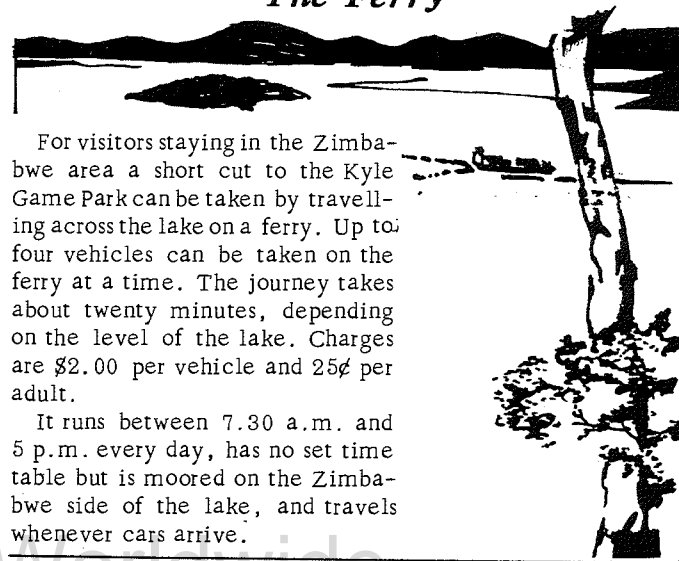 The Ferry
For visitors staying in the Zimba-
bwe area a short cut to the Kyle
Game Park can be taken by travell-
ing across the lake on a ferry. Up to
four vehicles can be taken on the
ferry at a time. The journey takes
about twenty minutes, depending
on the level of the lake. Charges
are $2.00 per vehicle and 25¢ per
adult.
It runs between 7.30 a.m. and
5 p.m. every day, has no set time
table but is moored on the Zimba-
bwe side of the lake, and travels
whenever cars arrive.
Worldwide